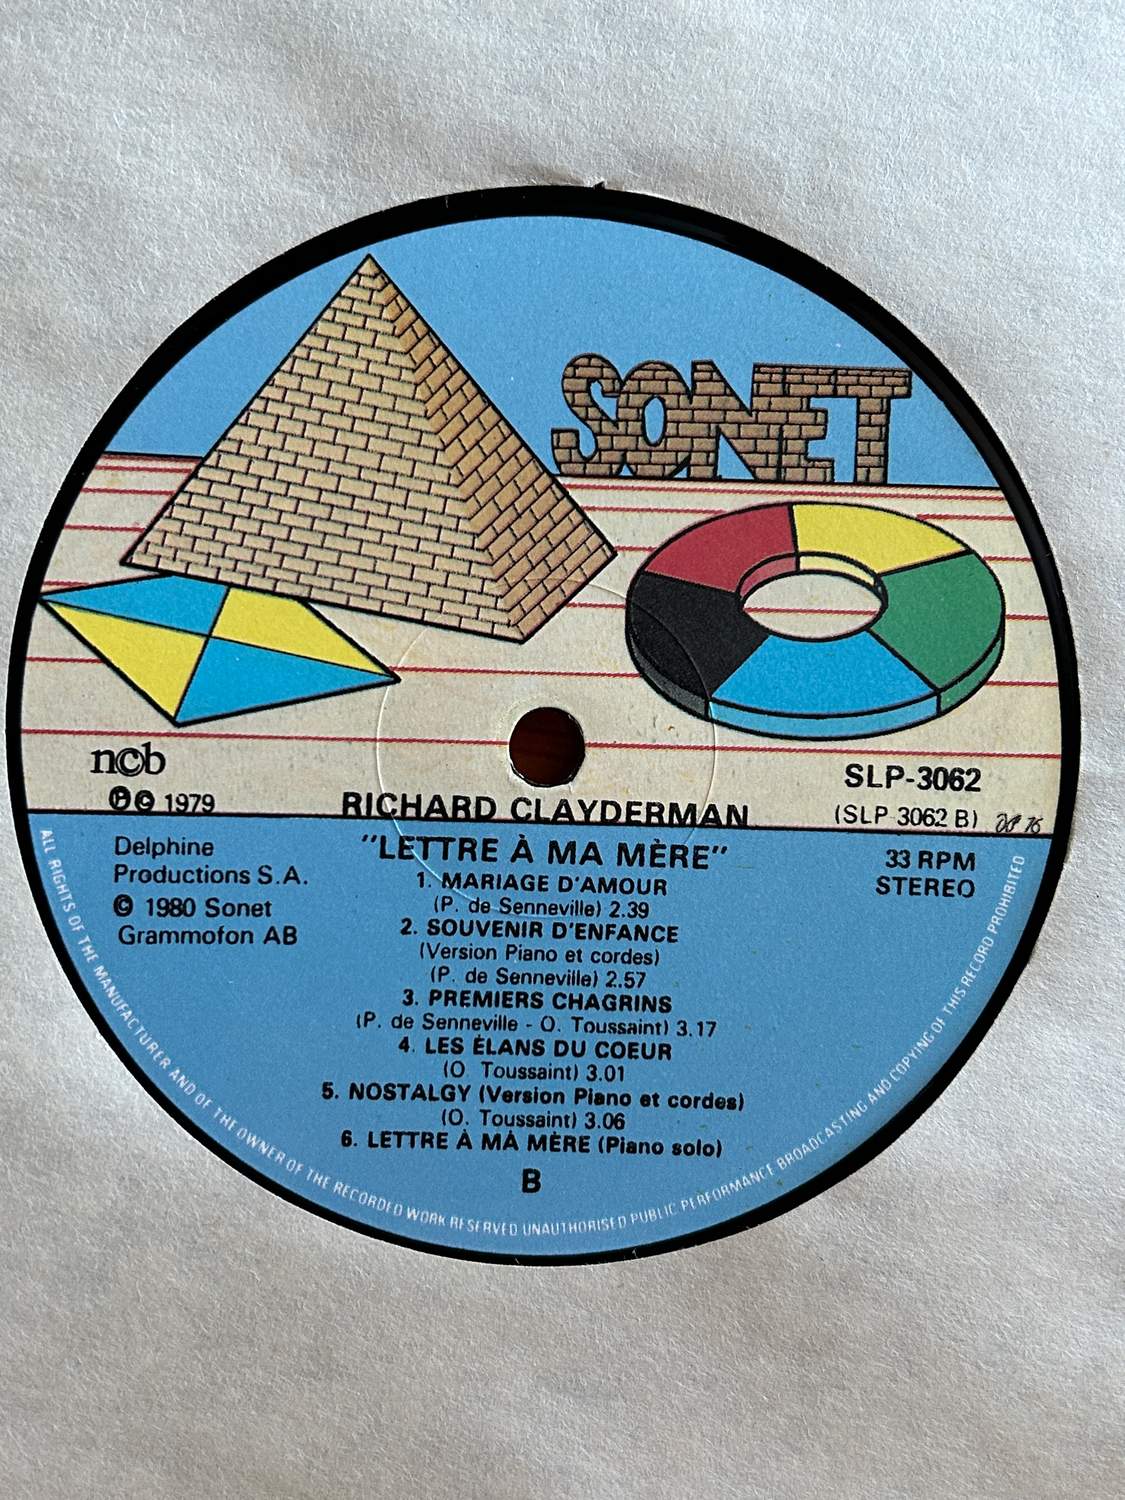 SONET
n©b
℗© 1979
SLP-3062
(SLP 3062 B)
RICHARD CLAYDERMAN
"LETTRE À MA MÈRE"
Delphine
Productions S.A.
© 1980 Sonet
Grammofon AB
33 RPM
STEREO
1. MARIAGE D'AMOUR
(P. de Senneville) 2.39
2. SOUVENIR D'ENFANCE
(Version Piano et cordes)
(P. de Senneville) 2.57
3. PREMIERS CHAGRINS
(P. de Senneville - O. Toussaint) 3.17
4. LES ÉLANS DU COEUR
(O. Toussaint) 3.01
5. NOSTALGY (Version Piano et cordes)
(O. Toussaint) 3.06
6. LETTRE À MA MÈRE (Piano solo)
B
ALL RIGHTS OF THE MANUFACTURER AND OF THE OWNER OF THE RECORDED WORK RESERVED UNAUTHORISED PUBLIC PERFORMANCE BROADCASTING AND COPYING OF THIS RECORD PROHIBITED